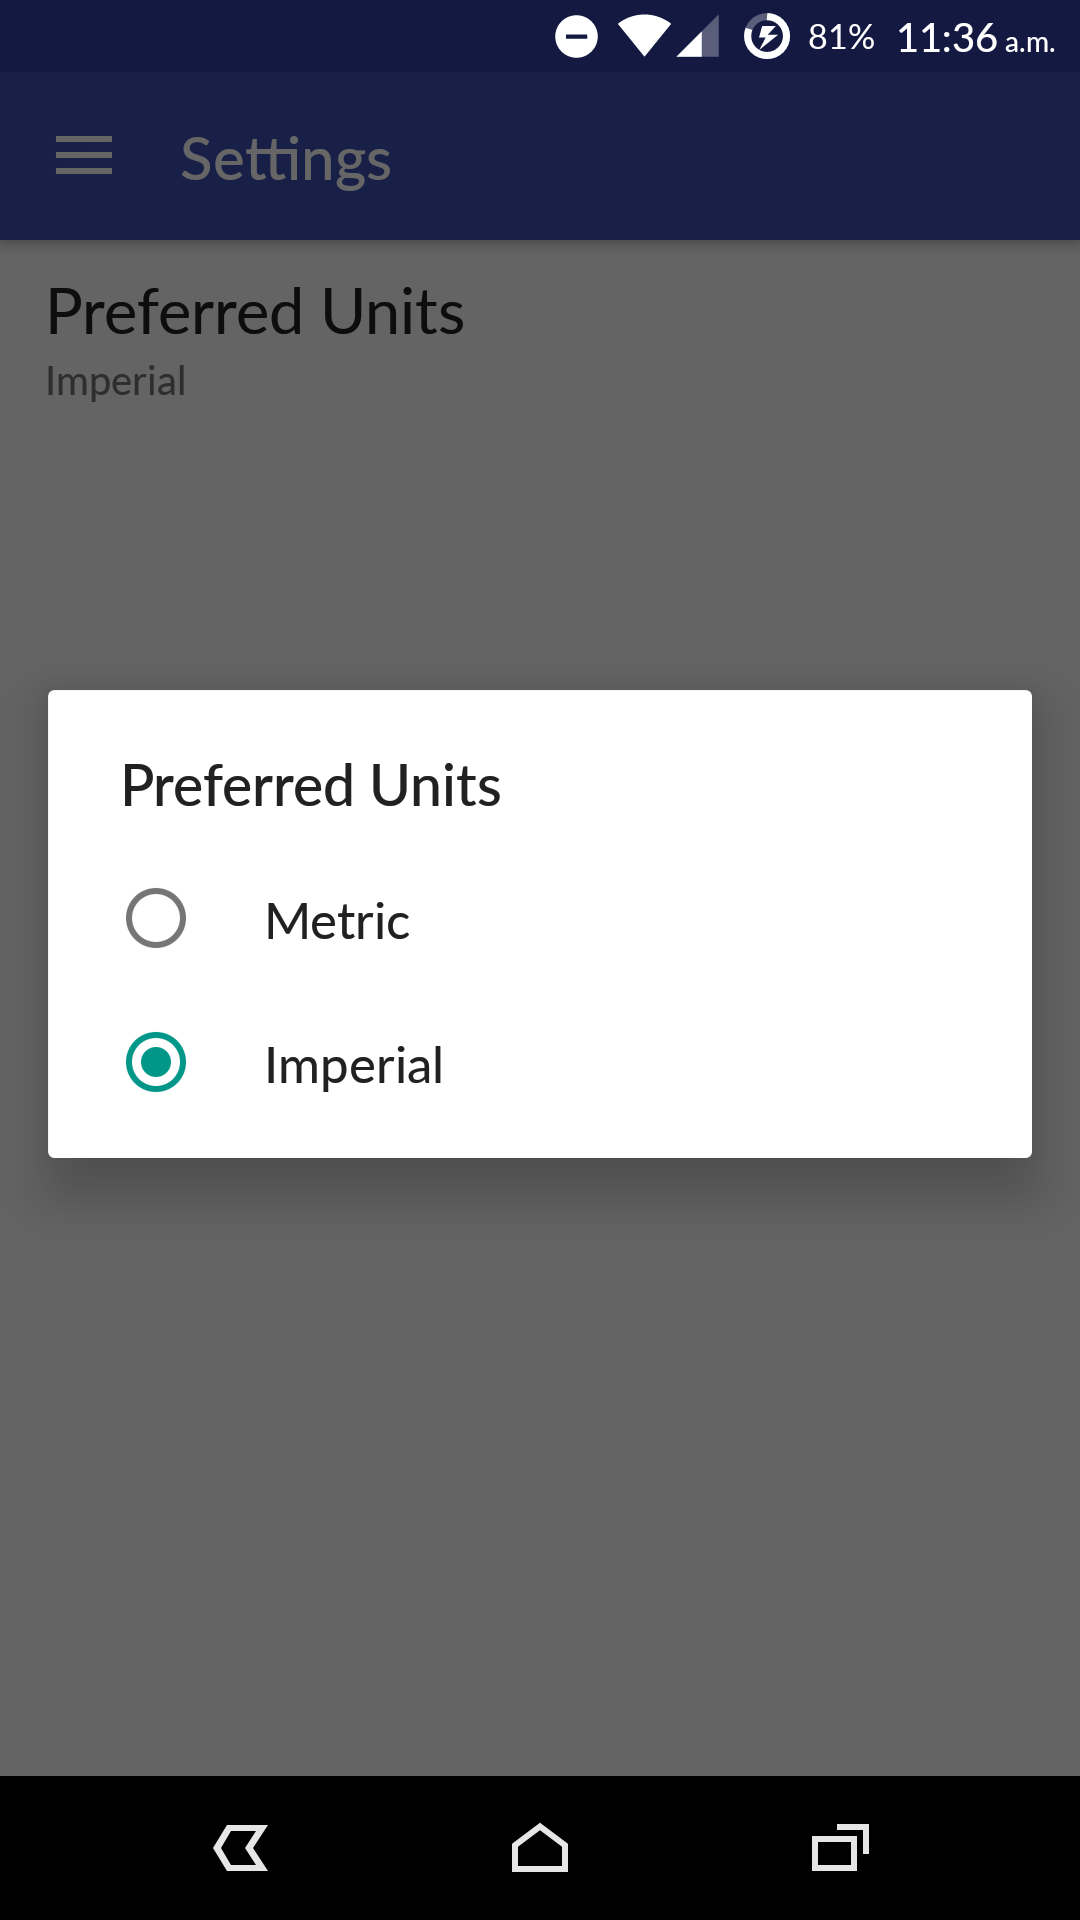 81% 11:36 a.m.
Settings
Preferred Units
Imperial
Preferred Units
Metric
Imperial